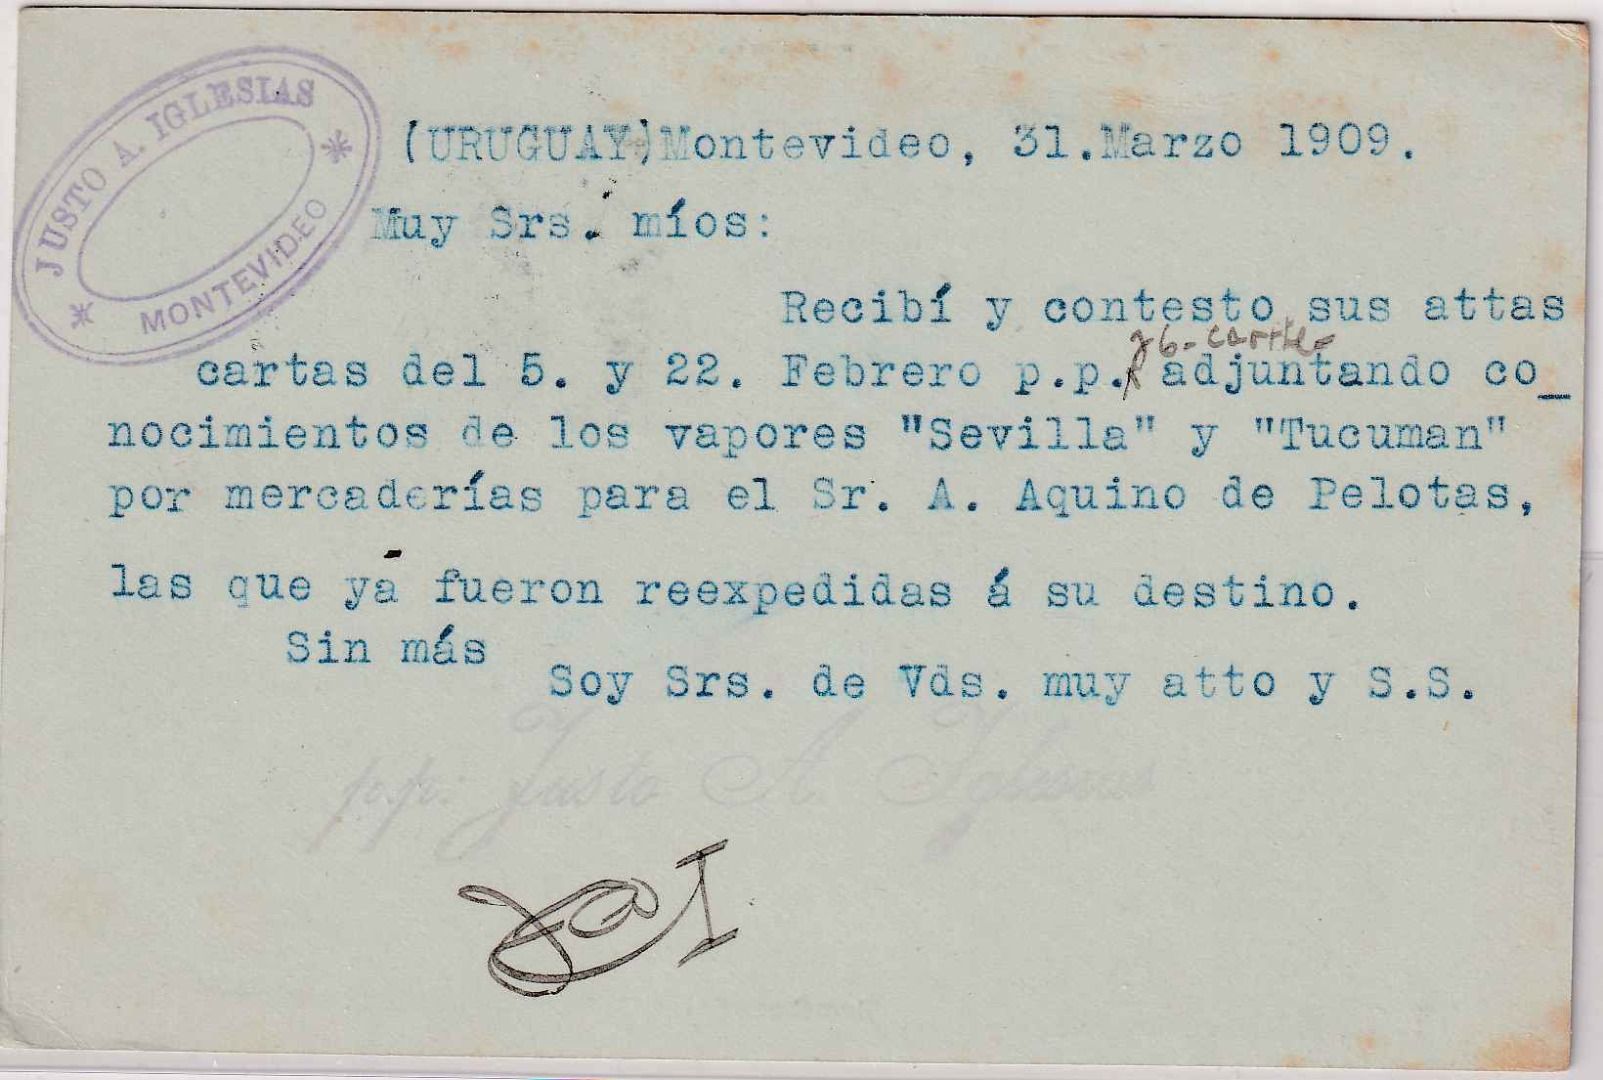 JUSTO A. IGLESIAS
MONTEVIDEO
(URUGUAY)Montevideo, 31.Marzo 1909.
Muy Srs. míos:
Recibí y contesto sus attas
cartas del 5. y 22. Febrero p.p. adjuntando co_
nocimientos de los vapores "Sevilla" y "Tucuman"
por mercaderías para el Sr. A. Aquino de Pelotas,
las que ya fueron reexpedidas á su destino.
Sin más
Soy Srs. de Vds. muy atto y S.S.
p.p. Justo A Iglesias